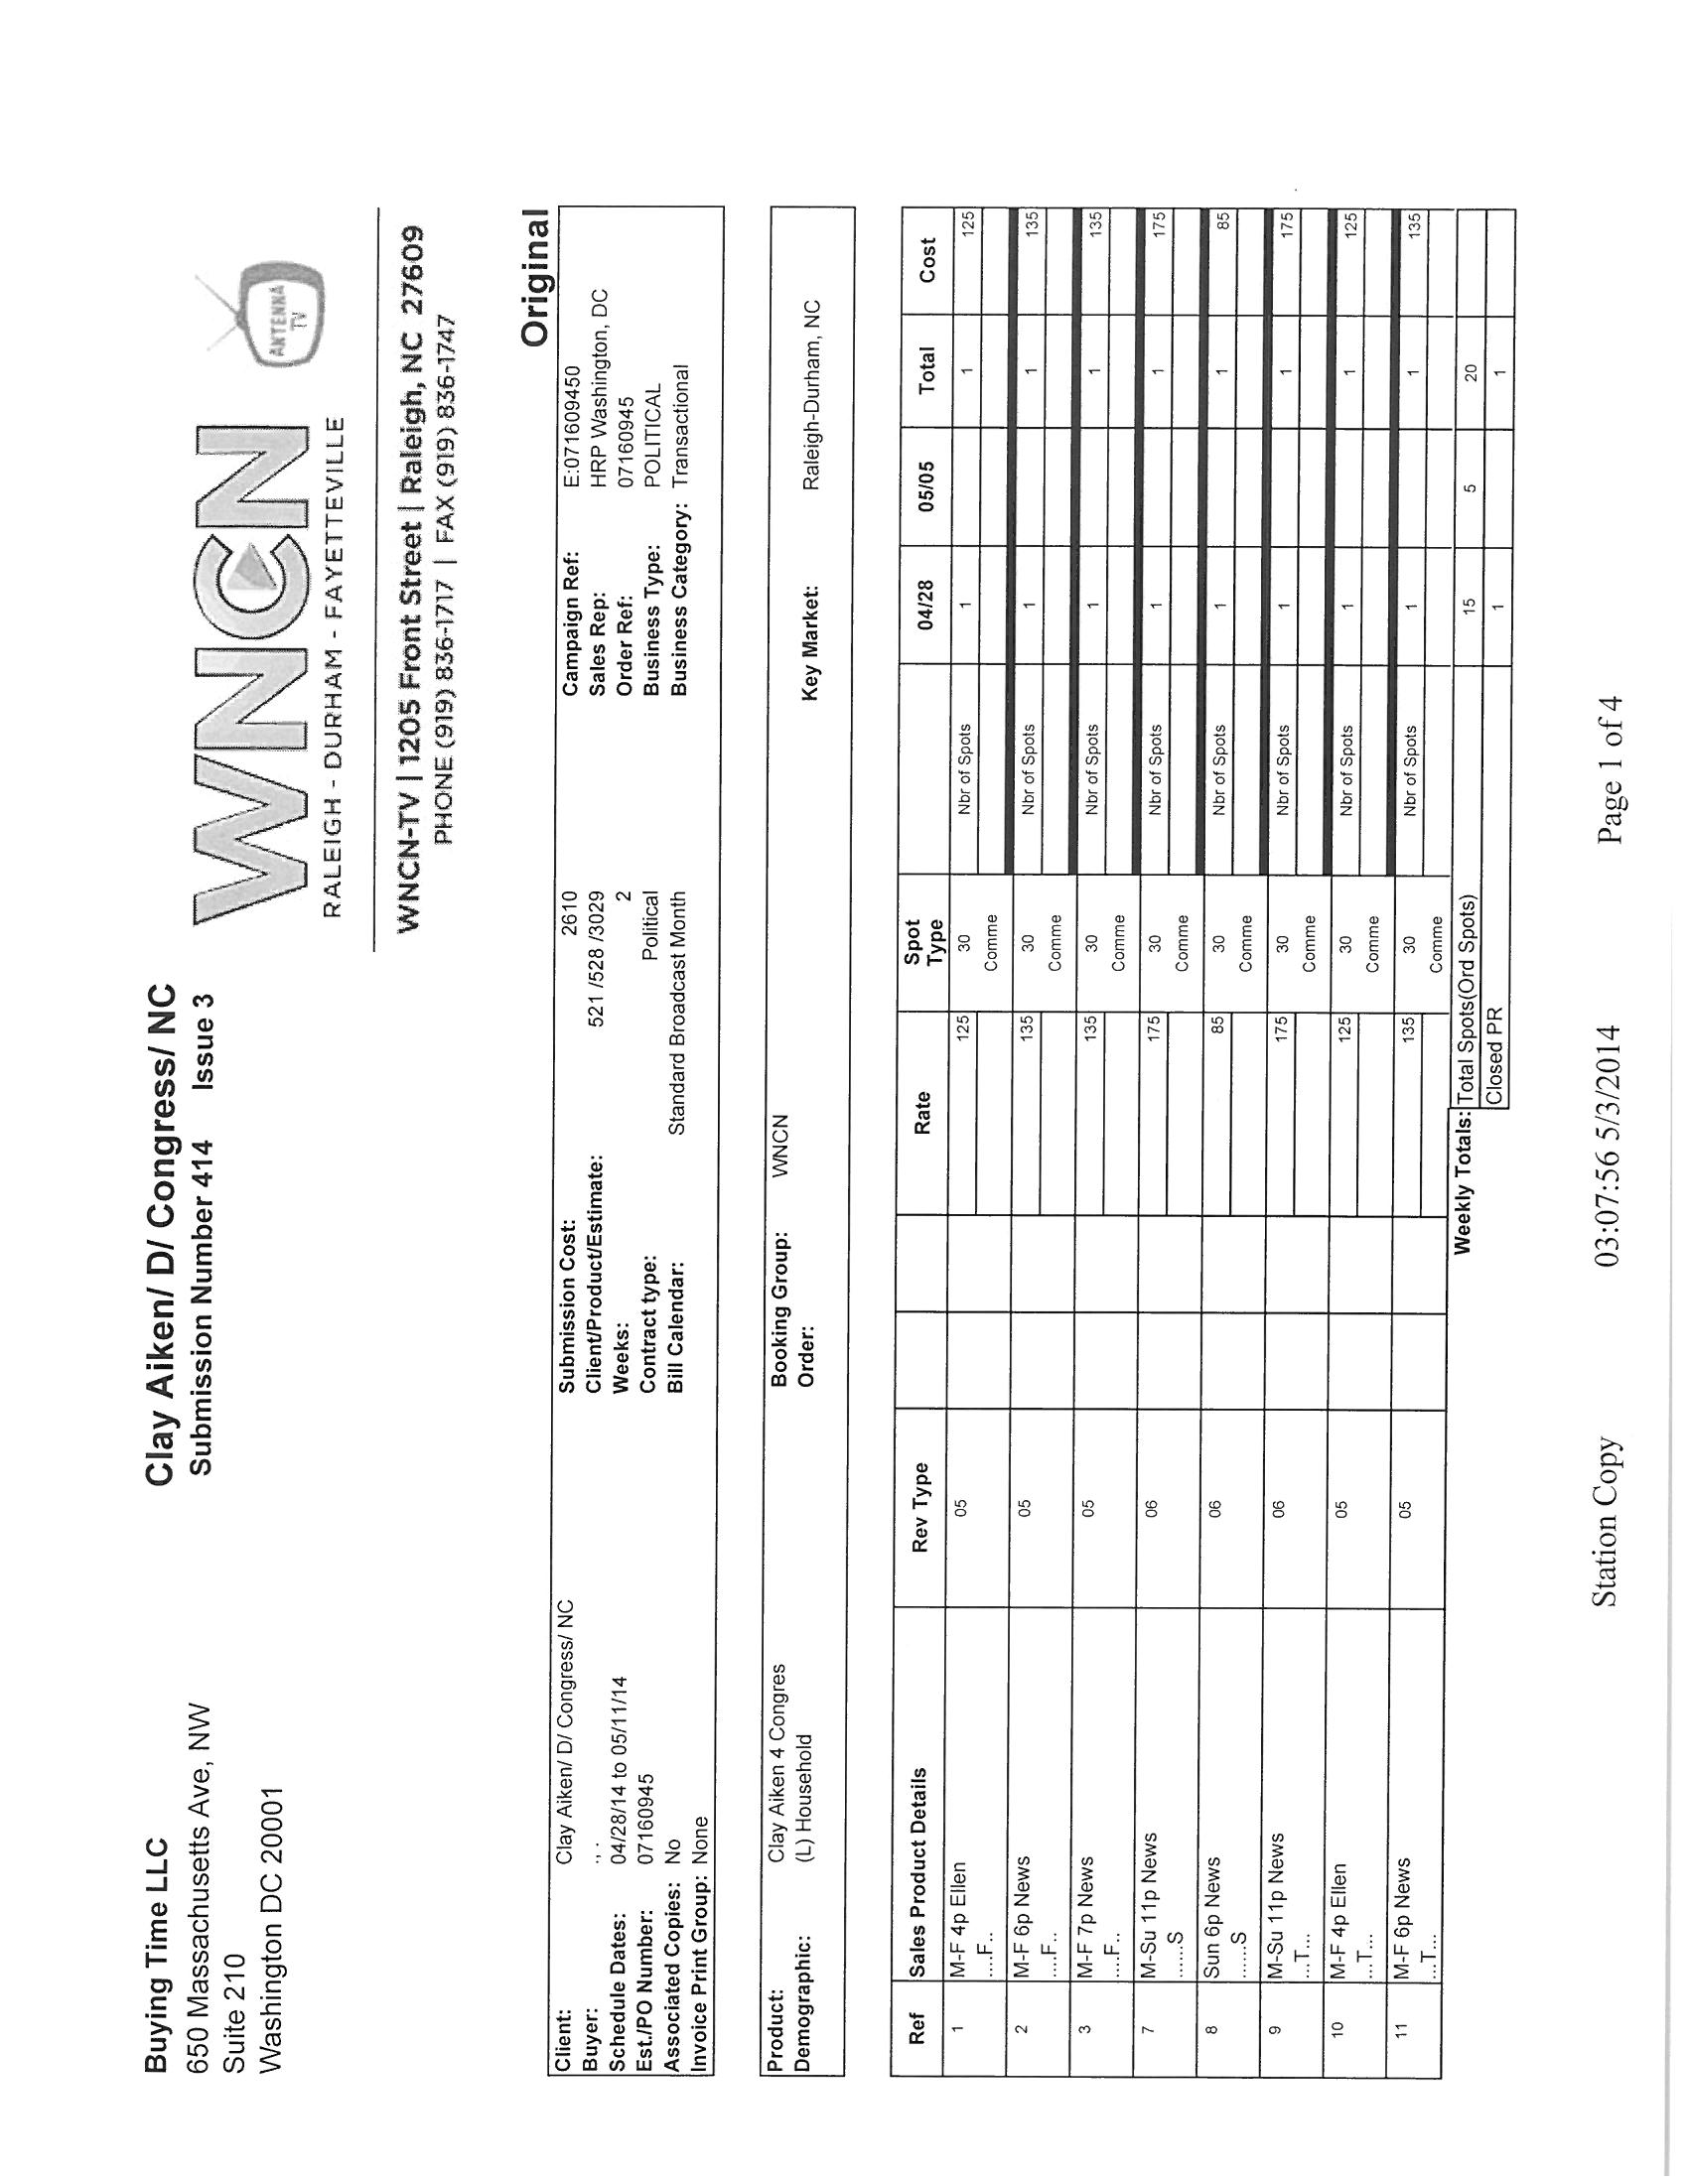 Buying Time LLC
650 Massachusetts Ave, NW
Suite 210
Washington DC 20001
Clay Aiken/ D/ Congress/ NC
Submission Number 414 Issue 3
WNCN
RALEIGH - DURHAM - FAYETTEVILLE
ANTENNA
TV
WNCN-TV | 1205 Front Street | Raleigh, NC 27609
PHONE (919) 836-1717 | FAX (919) 836-1747
Original
Client: Clay Aiken/ D/ Congress/ NC Submission Cost: 2610 Campaign Ref: E:071609450
Buyer: ., . Client/Product/Estimate: 521 /528 /3029 Sales Rep: HRP Washington, DC
Schedule Dates: 04/28/14 to 05/11/14 Weeks: 2 Order Ref: 07160945
Est./PO Number: 07160945 Contract type: Political Business Type: POLITICAL
Associated Copies: No Bill Calendar: Standard Broadcast Month Business Category: Transactional
Invoice Print Group: None
Product: Clay Aiken 4 Congres Booking Group: WNCN
Demographic: (L) Household Order: Key Market: Raleigh-Durham, NC
Ref Sales Product Details Rev Type Rate Spot Type 04/28 05/05 Total Cost
1 M-F 4p Ellen 05 125 30 Nbr of Spots 1 1 125
....F.. Comme
2 M-F 6p News 05 135 30 Nbr of Spots 1 1 135
....F.. Comme
3 M-F 7p News 05 135 30 Nbr of Spots 1 1 135
....F.. Comme
7 M-Su 11p News 06 175 30 Nbr of Spots 1 1 175
......S Comme
8 Sun 6p News 06 85 30 Nbr of Spots 1 1 85
......S Comme
9 M-Su 11p News 06 175 30 Nbr of Spots 1 1 175
...T... Comme
10 M-F 4p Ellen 05 125 30 Nbr of Spots 1 1 125
...T... Comme
11 M-F 6p News 05 135 30 Nbr of Spots 1 1 135
...T... Comme
Weekly Totals: Total Spots(Ord Spots) 15 5 20
Closed PR 1 1
Station Copy 03:07:56 5/3/2014 Page 1 of 4